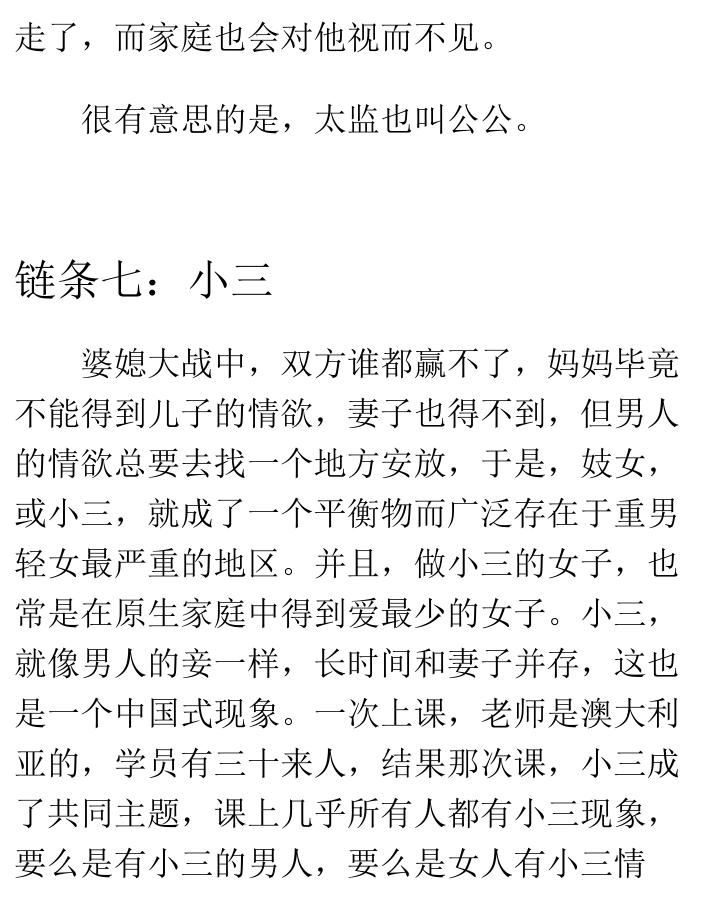 走了，而家庭也会对他视而不见。
很有意思的是，太监也叫公公。
链条七：小三
婆媳大战中，双方谁都赢不了，妈妈毕竟
不能得到儿子的情欲，妻子也得不到，但男人
的情欲总要去找一个地方安放，于是，妓女，
或小三，就成了一个平衡物而广泛存在于重男
轻女最严重的地区。并且，做小三的女子，也
常是在原生家庭中得到爱最少的女子。小三，
就像男人的妾一样，长时间和妻子并存，这也
是一个中国式现象。一次上课，老师是澳大利
亚的，学员有三十来人，结果那次课，小三成
了共同主题，课上几乎所有人都有小三现象，
要么是有小三的男人，要么是女人有小三情